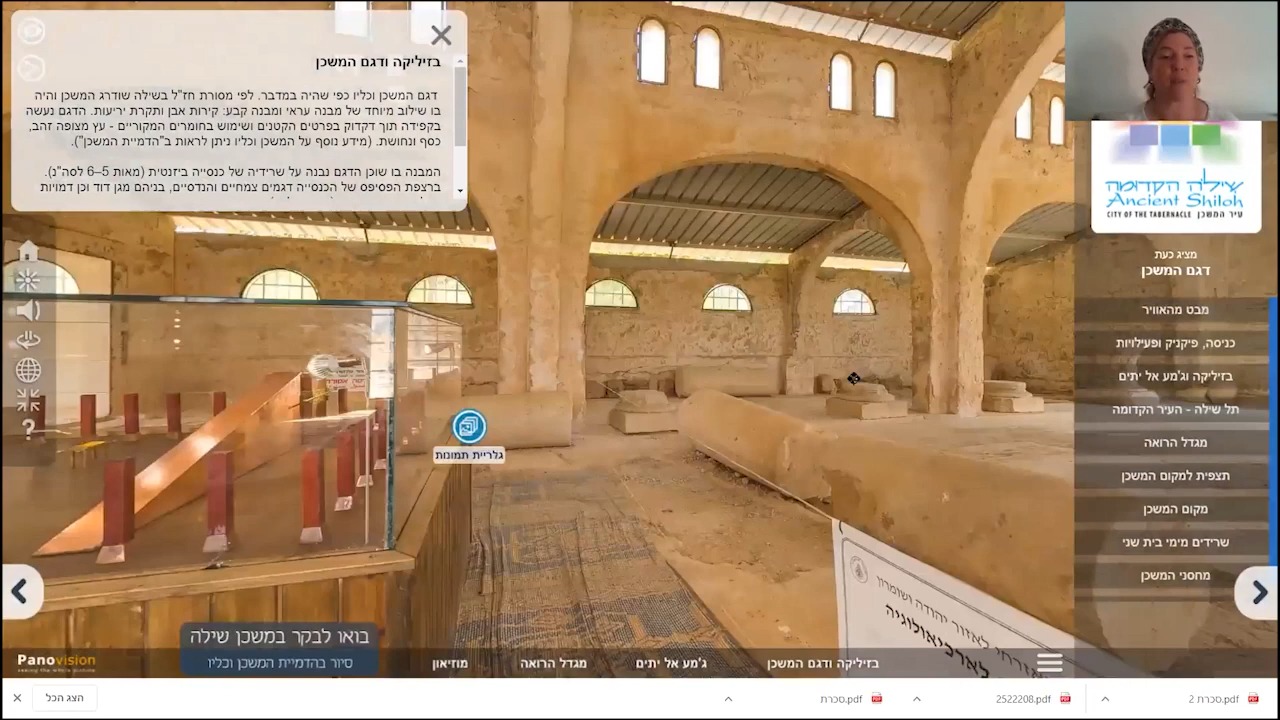 בזיליקה ודגם המשכן
דגם המשכן וכליו כפי שהיה במדבר. לפי מסורת חז"ל בשילה שודרג המשכן והיה
בו שילוב מיוחד של מבנה עראי ומבנה קבע: קירות אבן ותקרת יריעות. הדגם נעשה
בקפידה תוך דקדוק בפרטים הקטנים ושימוש בחומרים המקוריים - עץ מצופה זהב,
כסף ונחושת. (מידע נוסף על המשכן וכליו ניתן לראות ב"הדמיית המשכן").
המבנה בו שוכן הדגם נבנה על שרידיה של כנסייה ביזנטית (מאות 5–6 לסה"נ).
ברצפת הפסיפס של הכנסייה דגמים צמחיים והנדסיים, בניהם מגן דוד וכן דמויות
שילה הקדומה
Ancient Shiloh
CITY OF THE TABERNACLE עיר המשכן
מציג כעת
דגם המשכן
מבט מהאוויר
כניסה, פיקניק ופעילויות
בזיליקה וג'מע אל יתים
תל שילה - העיר הקדומה
מגדל הרואה
תצפית למקום המשכן
מקום המשכן
שרידים מימי בית שני
מחסני המשכן
גלריית תמונות
לאזור יהודה ושומרון
לארכיאולוגיה
בואו לבקר במשכן שילה
סיור בהדמיית המשכן וכליו
Panovision
מוזיאון
מגדל הרואה
ג'מע אל יתים
בזיליקה ודגם המשכן
הצג הכל
סכרת.pdf
2522208.pdf
סכרת 2.pdf